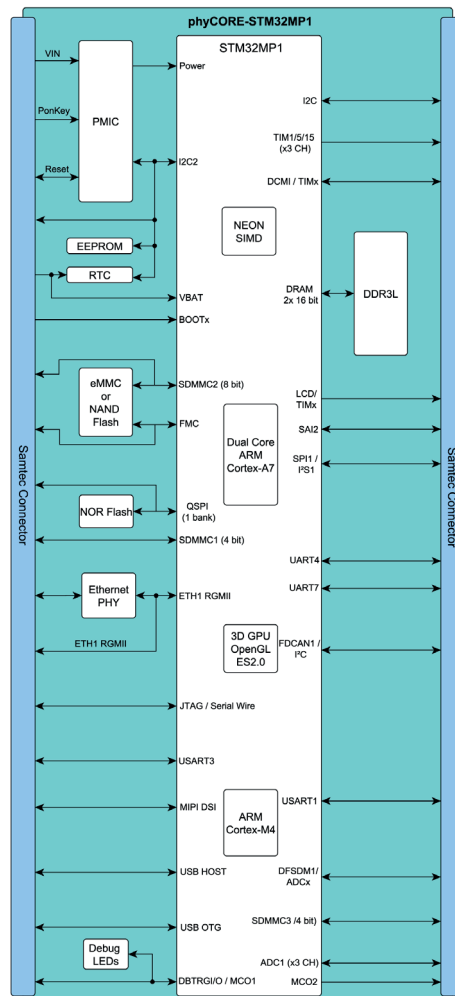 phyCORE-STM32MP1
STM32MP1
VIN
Power
PMIC
I2C
PonKey
TIM1/5/15
(x3 CH)
I2C2
Reset
DCMI / TIMx
NEON
SIMD
EEPROM
RTC
DRAM
2x 16 bit
DDR3L
VBAT
BOOTx
eMMC
or
NAND
Flash
SDMMC2 (8 bit)
LCD/
TIMx
FMC
SAI2
Dual Core
ARM
Cortex-A7
SPI1 /
I²S1
Samtec Connector
Samtec Connector
NOR Flash
QSPI
(1 bank)
SDMMC1 (4 bit)
UART4
Ethernet
PHY
ETH1 RGMII
UART7
ETH1 RGMII
3D GPU
OpenGL
ES2.0
FDCAN1 /
I²C
JTAG / Serial Wire
USART3
MIPI DSI
ARM
Cortex-M4
USART1
USB HOST
DFSDM1/
ADCx
USB OTG
SDMMC3 /4 bit)
Debug
LEDs
ADC1 (x3 CH)
DBTRGI/O / MCO1
MCO2